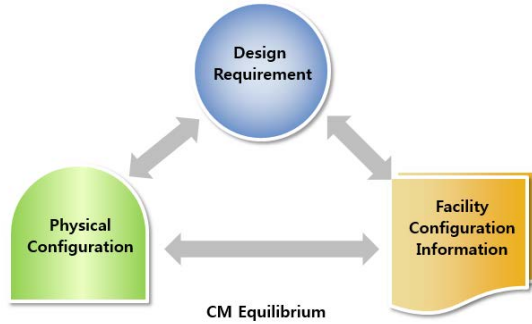 Design
Requirement
Physical
Configuration
Facility
Configuration
Information
CM Equilibrium